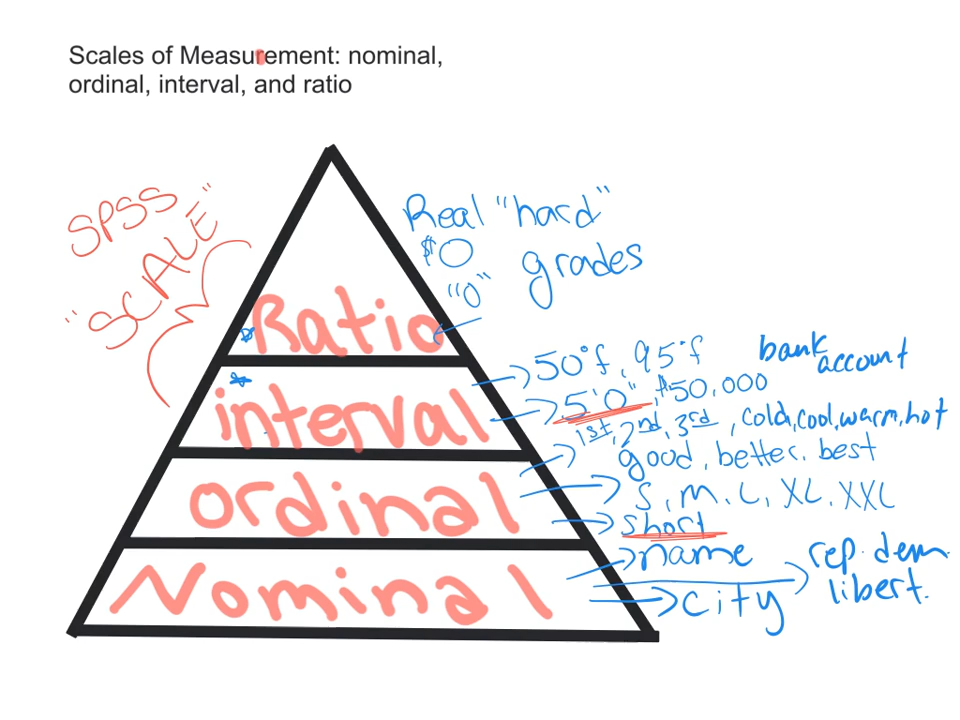 Scales of Measurement: nominal,
ordinal, interval, and ratio
SPSS
"SCALE"
Real "hard"
$0 grades
"0"
Ratio
50°f, 95°f
bank account
interval
5'0", $50,000
1st, 2nd, 3rd, cold, cool, warm, hot
good, better, best
ordinal
S, M, L, XL, XXL
short
name
rep. dem.
libert.
Nominal
city